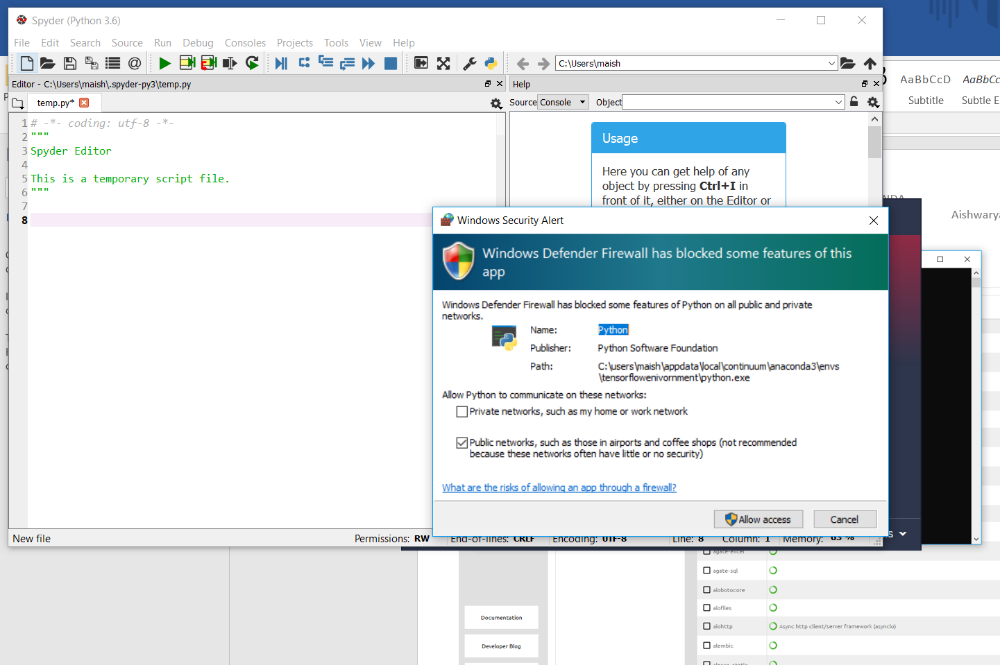 Spyder (Python 3.6)
File Edit Search Source Run Debug Consoles Projects Tools View Help
C:\Users\maish
Editor - C:\Users\maish\.spyder-py3\temp.py
Help
temp.py*
Source Console Object
AaBbCcD AaBbCc
Subtitle Subtle E
1 # -*- coding: utf-8 -*-
2 """
3 Spyder Editor
4
5 This is a temporary script file.
6 """
7
8
Usage
Here you can get help of any
object by pressing Ctrl+I in
front of it, either on the Editor or
NDA
Aishwarya
Windows Security Alert
Windows Defender Firewall has blocked some features of this
app
Windows Defender Firewall has blocked some features of Python on all public and private
networks.
Name: Python
Publisher: Python Software Foundation
Path: C:\users\maish\appdata\local\continuum\anaconda3\envs
\tensorflowenivornment\python.exe
Allow Python to communicate on these networks:
Private networks, such as my home or work network
Public networks, such as those in airports and coffee shops (not recommended
because these networks often have little or no security)
What are the risks of allowing an app through a firewall?
Allow access Cancel
New file
Permissions: RW End-of-lines: CRLF Encoding: UTF-8 Line: 8 Column: 1 Memory: 63 %
agate-excel
agate-sql
aiobotocore
aiofiles
aiohttp Async http client/server framework (asyncio)
alembic
Documentation
Developer Blog